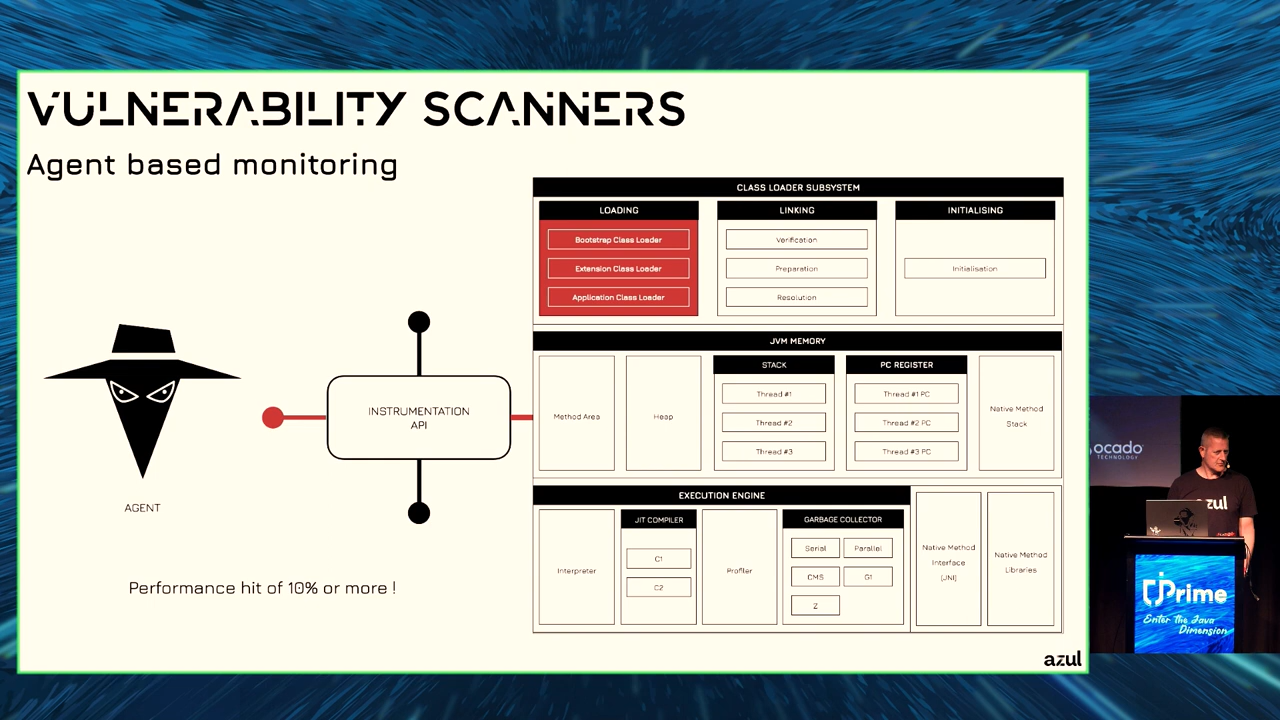 VULNERABILITY SCANNERS
Agent based monitoring
CLASS LOADER SUBSYSTEM
LOADING
Bootstrap Class Loader
Extension Class Loader
Application Class Loader
LINKING
Verification
Preparation
Resolution
INITIALISING
Initialisation
JVM MEMORY
Method Area
Heap
STACK
Thread #1
Thread #2
Thread #3
PC REGISTER
Thread #1 PC
Thread #2 PC
Thread #3 PC
Native Method
Stack
INSTRUMENTATION
API
AGENT
Performance hit of 10% or more !
EXECUTION ENGINE
Interpreter
JIT COMPILER
C1
C2
Profiler
GARBAGE COLLECTOR
Serial
Parallel
CMS
G1
Z
Native Method
Interface
(JNI)
Native Method
Libraries
azul
ocado
TECHNOLOGY
azul
jPrime
Enter the Java
Dimension